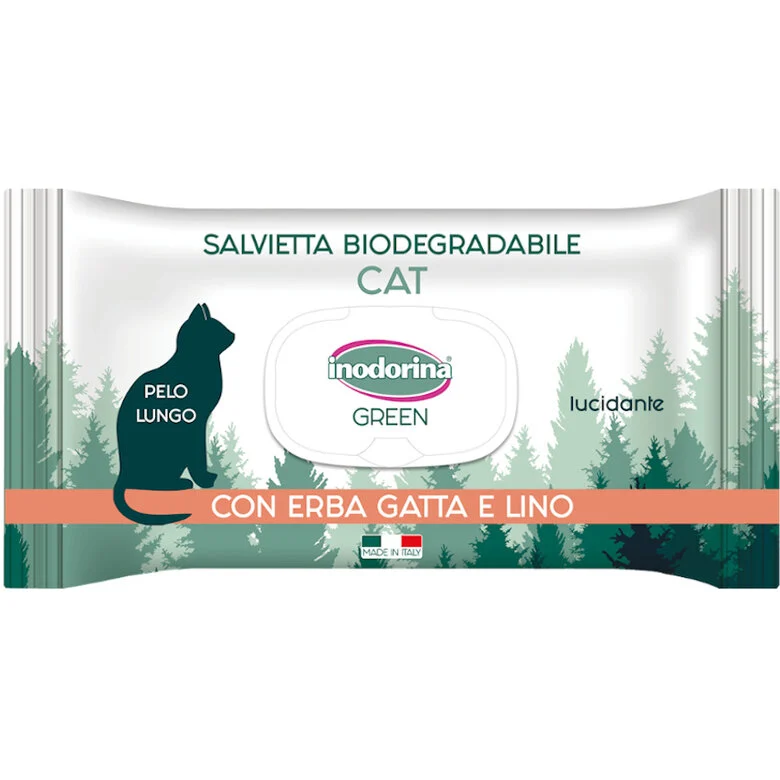 SALVIETTA BIODEGRADABILE
CAT
PELO
LUNGO
inodorina®
GREEN
lucidante
CON ERBA GATTA E LINO
MADE IN ITALY